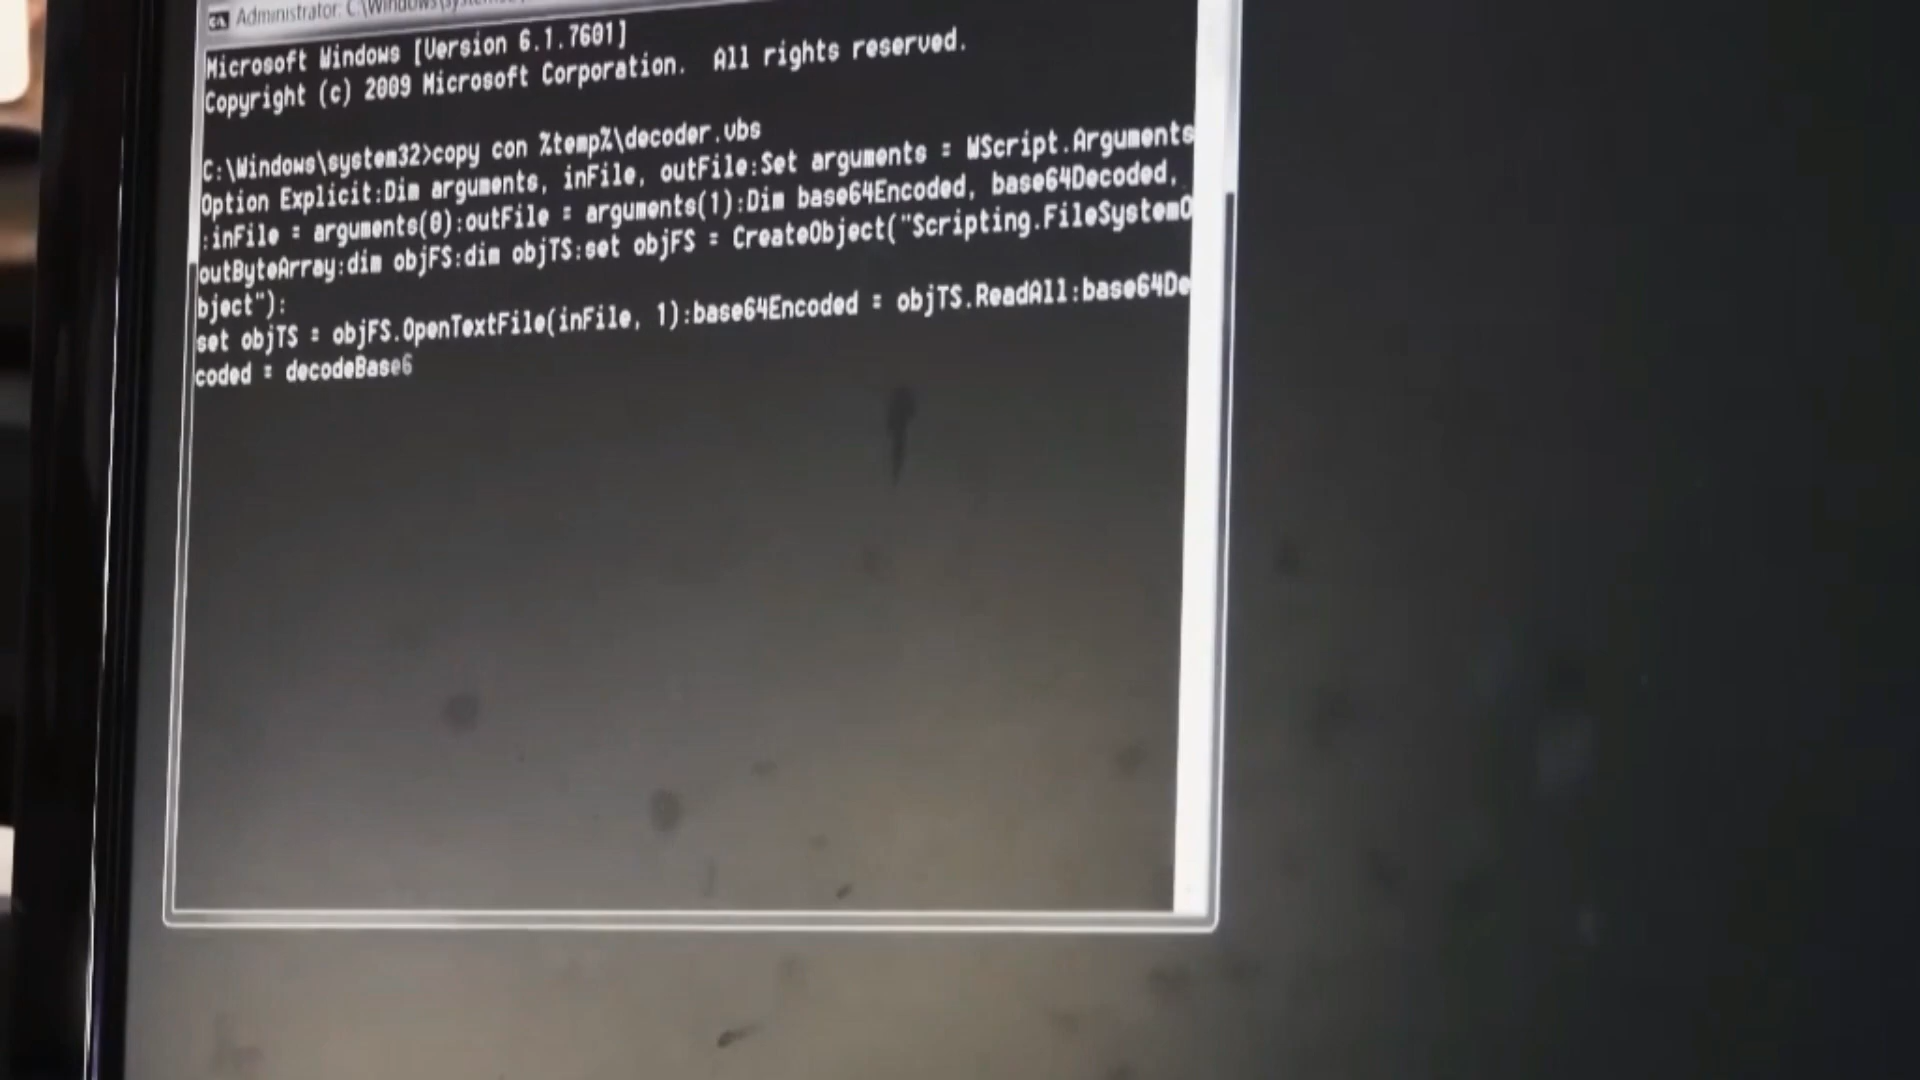 Administrator: C:\Windows\system32
Microsoft Windows [Version 6.1.7601]
Copyright (c) 2009 Microsoft Corporation.  All rights reserved.
C:\Windows\system32>copy con %temp%\decoder.vbs
Option Explicit:Dim arguments, inFile, outFile:Set arguments = WScript.Arguments
:inFile = arguments(0):outFile = arguments(1):Dim base64Encoded, base64Decoded,
outByteArray:dim objFS:dim objTS:set objFS = CreateObject("Scripting.FileSystemO
bject"):
set objTS = objFS.OpenTextFile(inFile, 1):base64Encoded = objTS.ReadAll:base64De
coded = decodeBase6